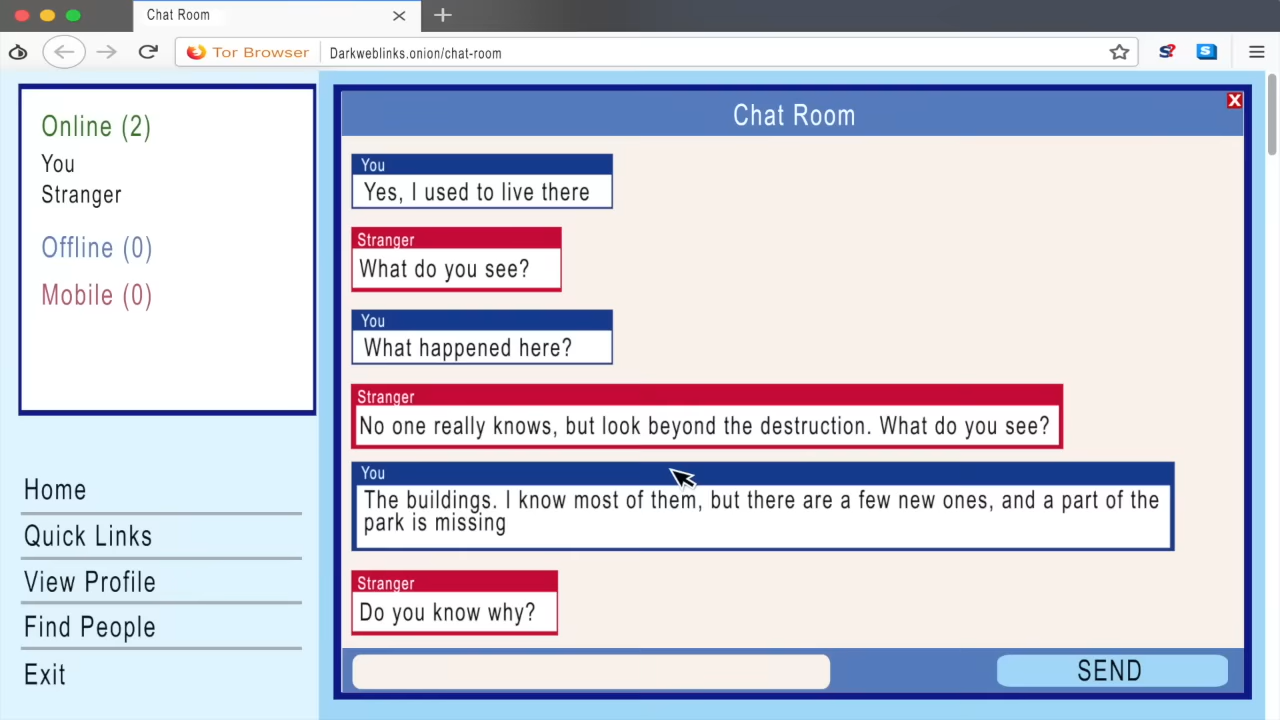 Chat Room
Tor Browser
Darkweblinks.onion/chat-room
S?
S
Online (2)
You
Stranger
Offline (0)
Mobile (0)
Home
Quick Links
View Profile
Find People
Exit
Chat Room
X
You
Yes, I used to live there
Stranger
What do you see?
You
What happened here?
Stranger
No one really knows, but look beyond the destruction. What do you see?
You
The buildings. I know most of them, but there are a few new ones, and a part of the
park is missing
Stranger
Do you know why?
SEND